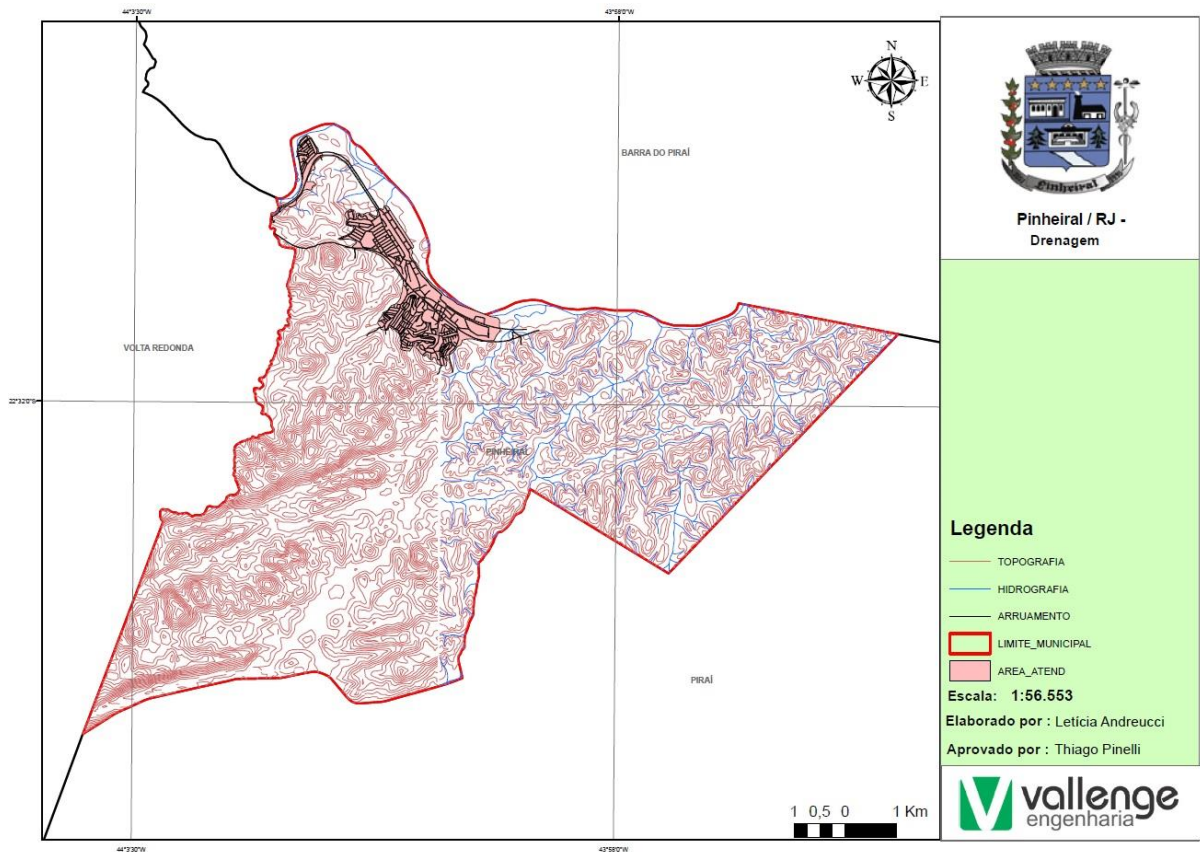 44°3'30"W
43°58'0"W
N
W
E
S
BARRA DO PIRAÍ
VOLTA REDONDA
22°32'0"S
PINHEIRAL
PIRAÍ
1 0,5 0 1 Km
44°3'30"W
43°58'0"W
Pinheiral
Pinheiral / RJ -
Drenagem
Legenda
TOPOGRAFIA
HIDROGRAFIA
ARRUAMENTO
LIMITE_MUNICIPAL
AREA_ATEND
Escala: 1:56.553
Elaborado por : Letícia Andreucci
Aprovado por : Thiago Pinelli
vallenge
engenharia